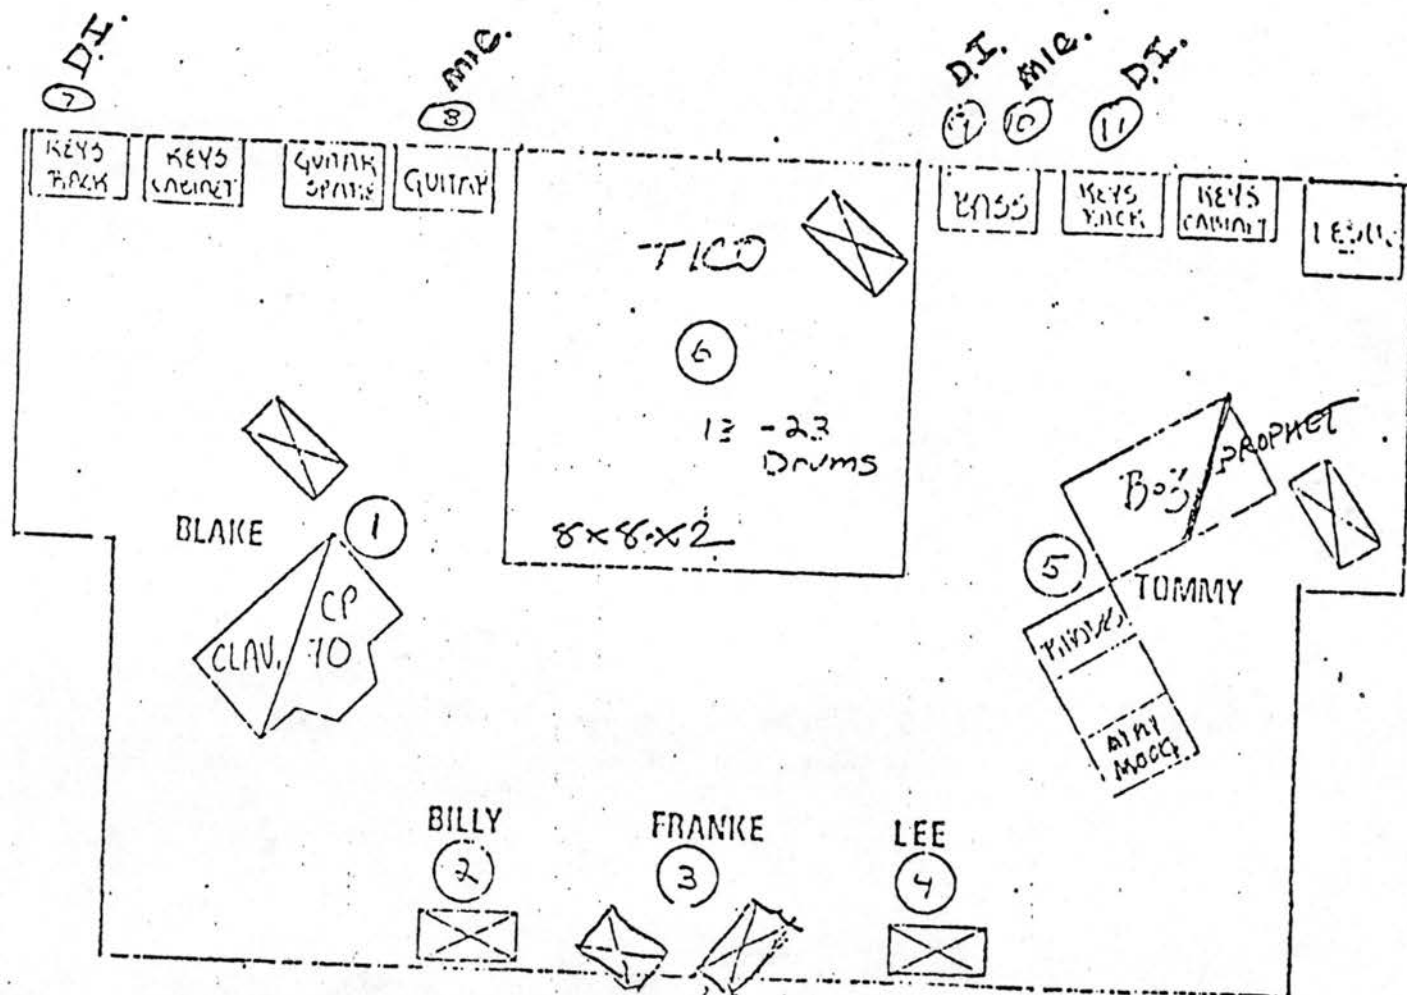 D.I.
7
MIC.
8
D.I.
9
MIC.
10
D.I.
11
KEYS
RACK
KEYS
CABINET
GUITAR
SPARE
GUITAR
BASS
KEYS
RACK
KEYS
CABINET
TICO
6
12 - 23
Drums
8 x 8 x 2
BLAKE
1
CLAV.
CP
70
PROPHET
5
TOMMY
BILLY
2
FRANKE
3
LEE
4